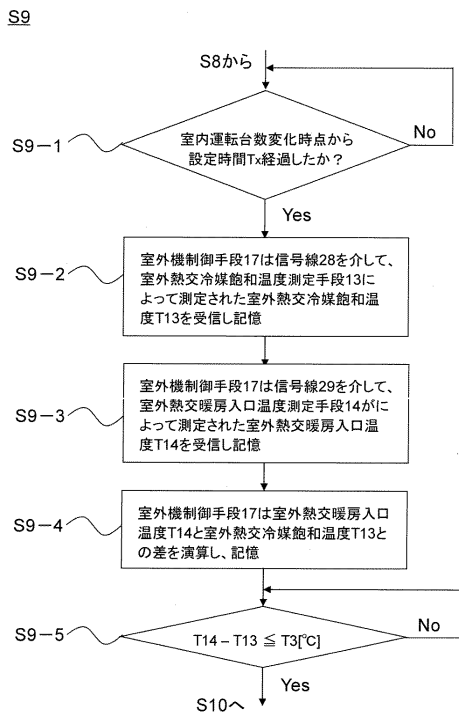 S9
S8から
S9－1
室内運転台数変化時点から
設定時間Tx経過したか？
No
Yes
S9－2
室外機制御手段17は信号線28を介して、
室外熱交冷媒飽和温度測定手段13に
よって測定された室外熱交冷媒飽和温
度T13を受信し記憶
S9－3
室外機制御手段17は信号線29を介して、
室外熱交暖房入口温度測定手段14がに
よって測定された室外熱交暖房入口温
度T14を受信し記憶
S9－4
室外機制御手段17は室外熱交暖房入口
温度T14と室外熱交冷媒飽和温度T13と
の差を演算し、記憶
S9－5
T14 – T13 ≦ T3[℃]
No
Yes
S10へ